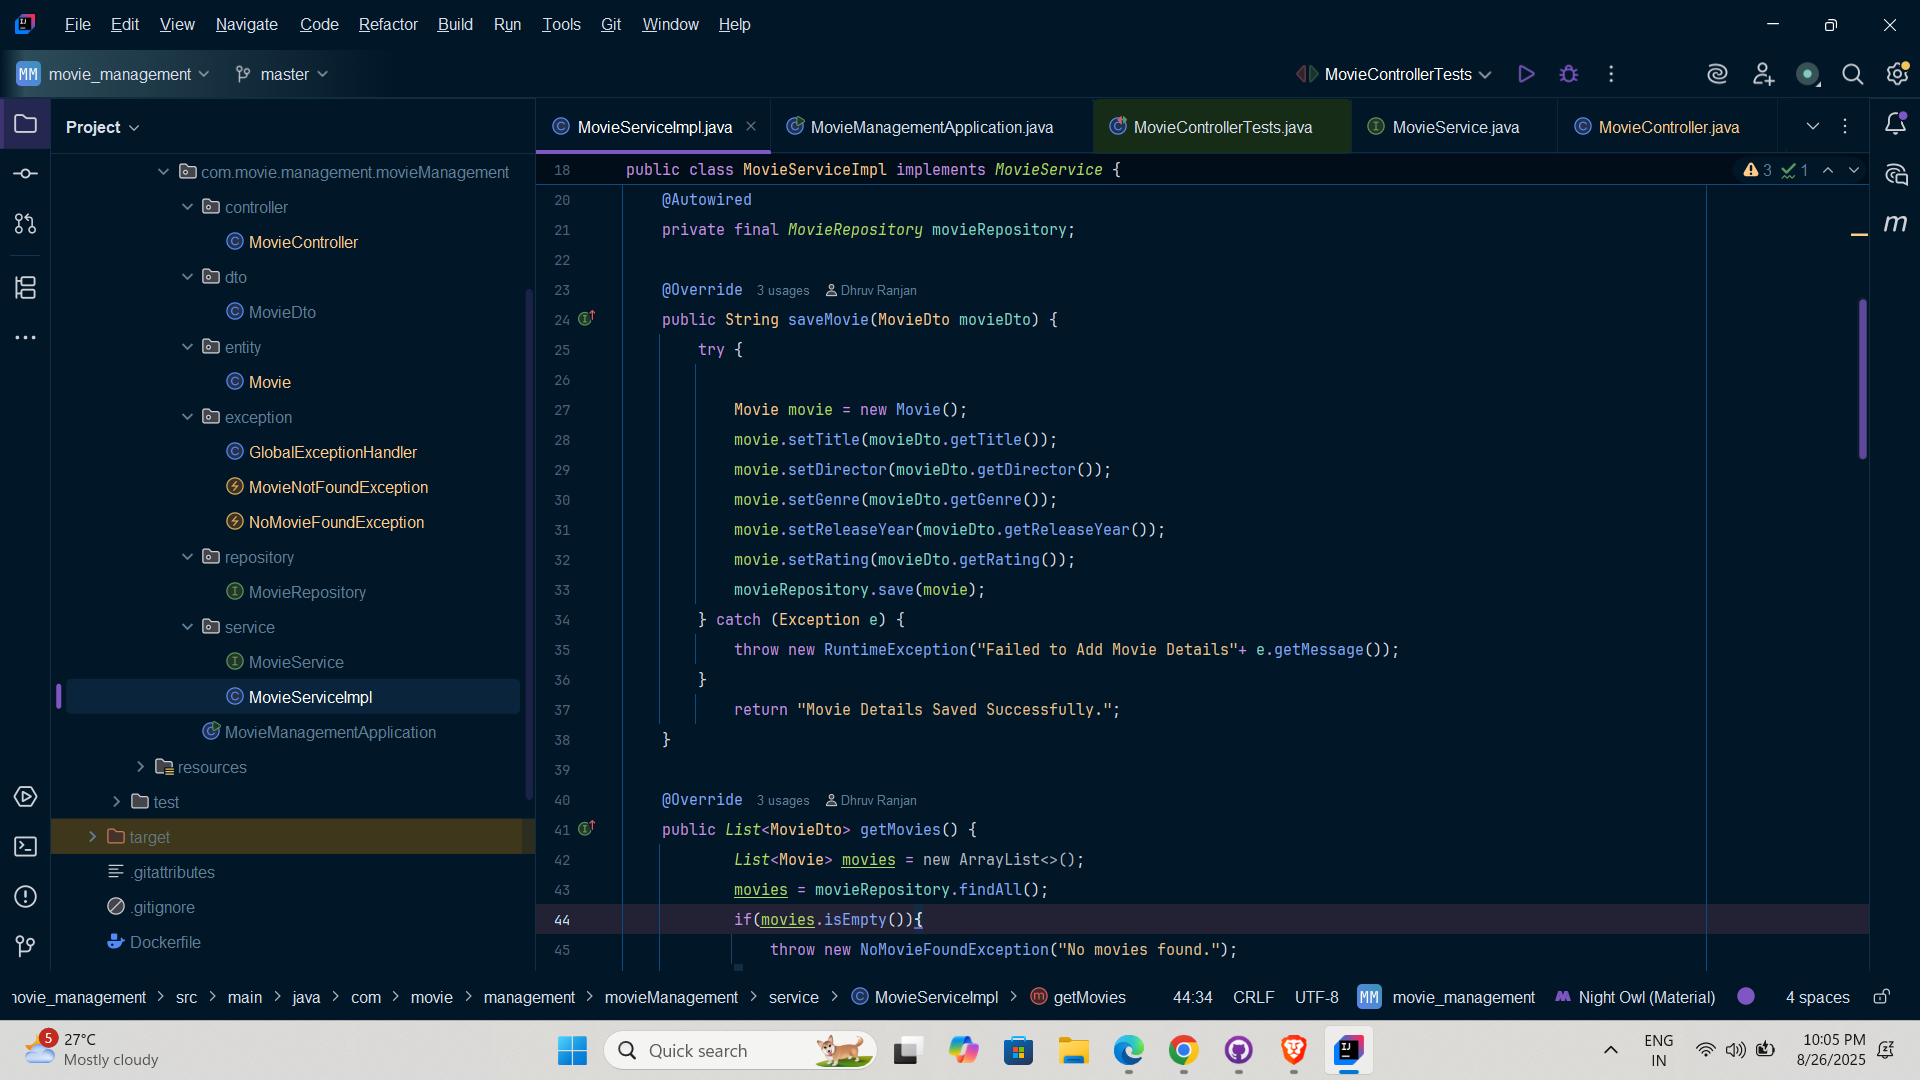 File Edit View Navigate Code Refactor Build Run Tools Git Window Help
MM movie_management master MovieControllerTests
Project
MovieServiceImpl.java MovieManagementApplication.java MovieControllerTests.java MovieService.java MovieController.java
com.movie.management.movieManagement
controller
MovieController
dto
MovieDto
entity
Movie
exception
GlobalExceptionHandler
MovieNotFoundException
NoMovieFoundException
repository
MovieRepository
service
MovieService
MovieServiceImpl
MovieManagementApplication
resources
test
target
.gitattributes
.gitignore
Dockerfile
18 public class MovieServiceImpl implements MovieService {
3 1
20 @Autowired
21 private final MovieRepository movieRepository;
22
23 @Override 3 usages Dhruv Ranjan
24 public String saveMovie(MovieDto movieDto) {
25 try {
26
27 Movie movie = new Movie();
28 movie.setTitle(movieDto.getTitle());
29 movie.setDirector(movieDto.getDirector());
30 movie.setGenre(movieDto.getGenre());
31 movie.setReleaseYear(movieDto.getReleaseYear());
32 movie.setRating(movieDto.getRating());
33 movieRepository.save(movie);
34 } catch (Exception e) {
35 throw new RuntimeException("Failed to Add Movie Details"+ e.getMessage());
36 }
37 return "Movie Details Saved Successfully.";
38 }
39
40 @Override 3 usages Dhruv Ranjan
41 public List<MovieDto> getMovies() {
42 List<Movie> movies = new ArrayList<>();
43 movies = movieRepository.findAll();
44 if(movies.isEmpty()){
45 throw new NoMovieFoundException("No movies found.");
movie_management > src > main > java > com > movie > management > movieManagement > service > MovieServiceImpl > getMovies 44:34 CRLF UTF-8 MM movie_management Night Owl (Material) 4 spaces
5 27°C
Mostly cloudy
Quick search
ENG
IN
10:05 PM
8/26/2025